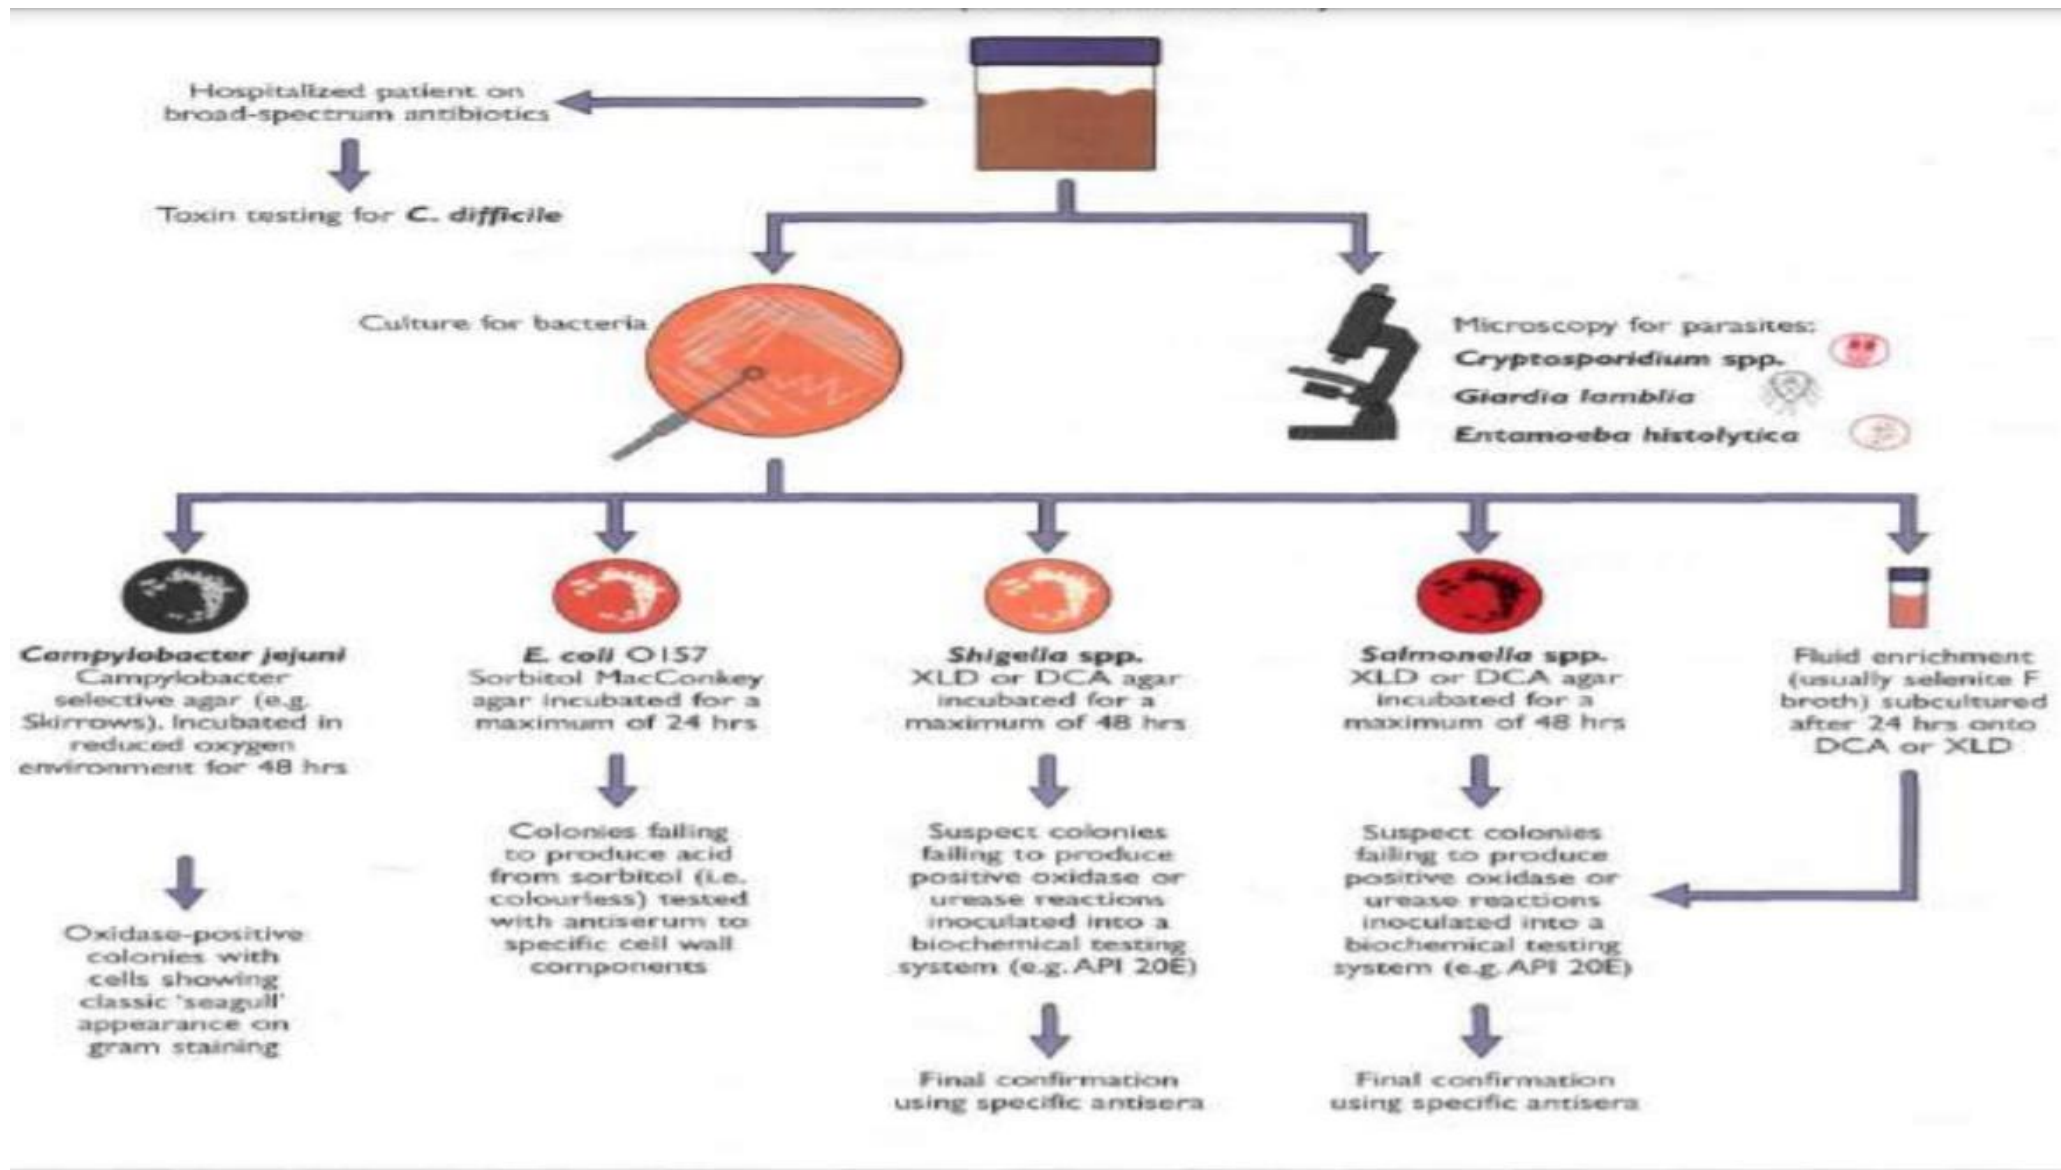 Hospitalized patient on
broad-spectrum antibiotics
Toxin testing for C. difficile
Culture for bacteria
Microscopy for parasites:
Cryptosporidium spp.
Giardia lamblia
Entamoeba histolytica
Campylobacter jejuni
Campylobacter
selective agar (e.g.
Skirrows). Incubated in
reduced oxygen
environment for 48 hrs
Oxidase-positive
colonies with
cells showing
classic 'seagull'
appearance on
gram staining
E. coli O157
Sorbitol MacConkey
agar incubated for a
maximum of 24 hrs
Colonies failing
to produce acid
from sorbitol (i.e.
colourless) tested
with antiserum to
specific cell wall
components
Shigella spp.
XLD or DCA agar
incubated for a
maximum of 48 hrs
Suspect colonies
failing to produce
positive oxidase or
urease reactions
inoculated into a
biochemical testing
system (e.g. API 20E)
Final confirmation
using specific antisera
Salmonella spp.
XLD or DCA agar
incubated for a
maximum of 48 hrs
Suspect colonies
failing to produce
positive oxidase or
urease reactions
inoculated into a
biochemical testing
system (e.g. API 20E)
Final confirmation
using specific antisera
Fluid enrichment
(usually selenite F
broth) subcultured
after 24 hrs onto
DCA or XLD